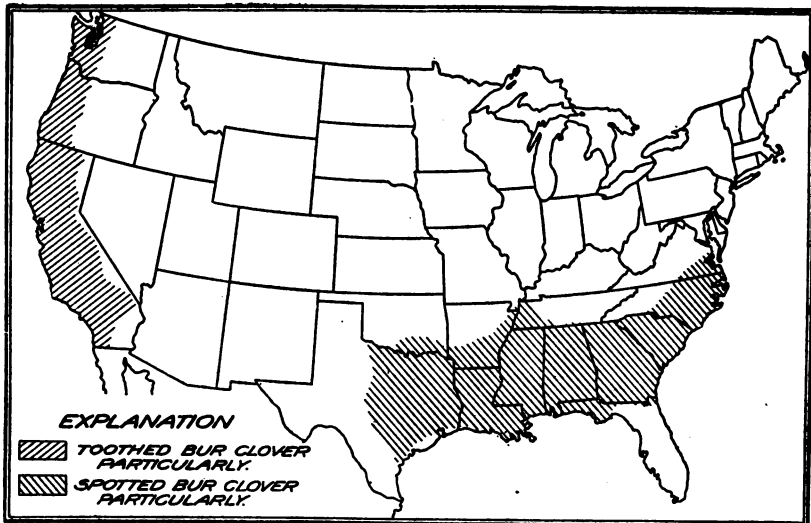 EXPLANATION
TOOTHED BUR CLOVER
PARTICULARLY.
SPOTTED BUR CLOVER
PARTICULARLY.